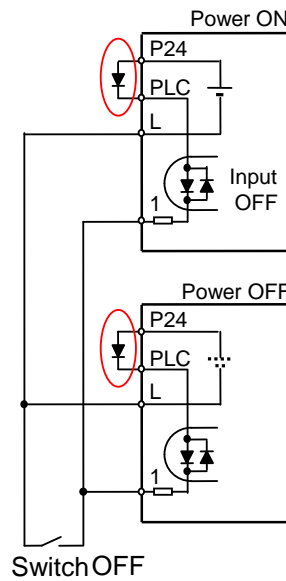 Power ON
P24
PLC
L
Input
OFF
1
Power OFF
P24
PLC
L
1
Switch OFF